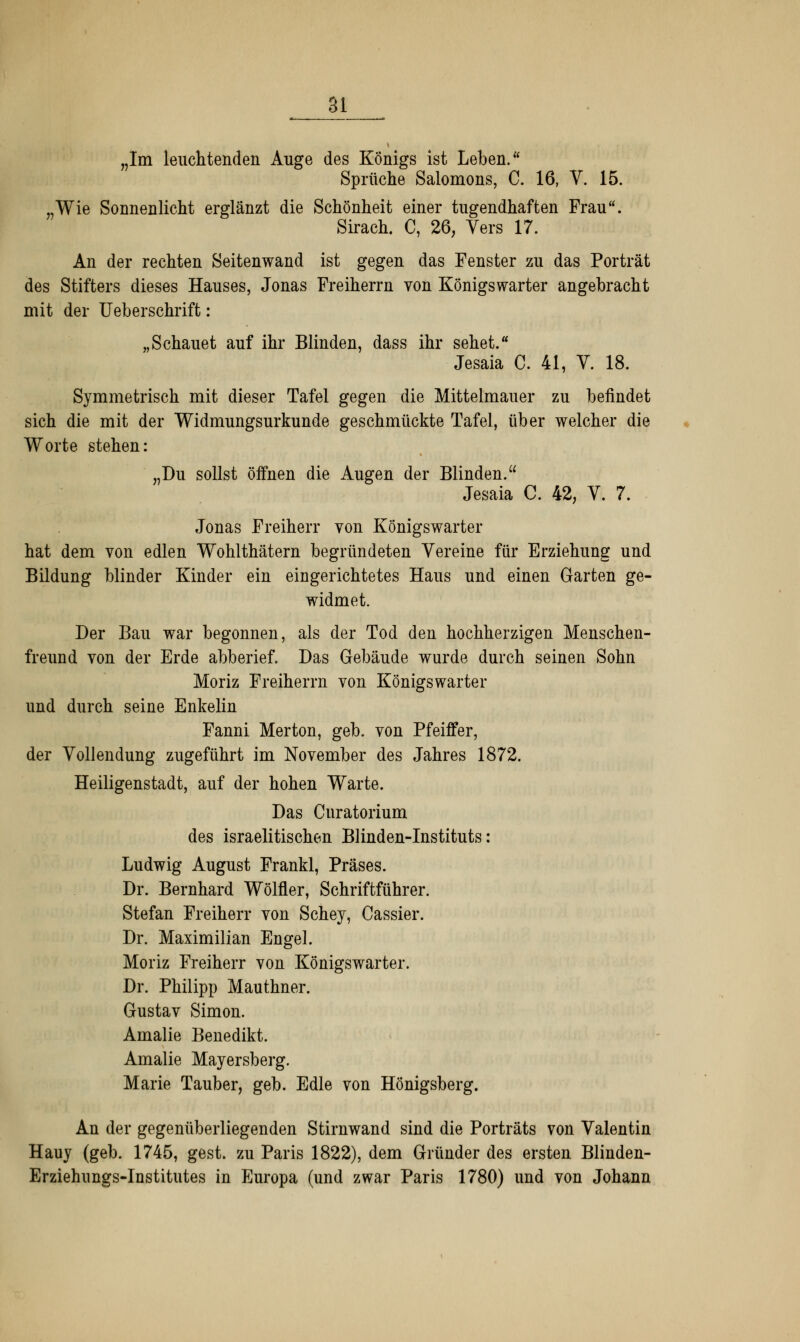 31
„Im leuchtenden Auge des Königs ist Leben.“
Sprüche Salomons, C. 16, V. 15.
„Wie Sonnenlicht erglänzt die Schönheit einer tugendhaften Frau“.
Sirach. C, 26, Vers 17.
An der rechten Seitenwand ist gegen das Fenster zu das Porträt
des Stifters dieses Hauses, Jonas Freiherrn von Königswarter angebracht
mit der Ueberschrift:
„Schauet auf ihr Blinden, dass ihr sehet.“
Jesaia C. 41, V. 18.
Symmetrisch mit dieser Tafel gegen die Mittelmauer zu befindet
sich die mit der Widmungsurkunde geschmückte Tafel, über welcher die
Worte stehen:
„Du sollst öffnen die Augen der Blinden.“
Jesaia C. 42, V. 7.
Jonas Freiherr von Königswarter
hat dem von edlen Wohlthätern begründeten Vereine für Erziehung und
Bildung blinder Kinder ein eingerichtetes Haus und einen Garten ge-
widmet.
Der Bau war begonnen, als der Tod den hochherzigen Menschen-
freund von der Erde abberief. Das Gebäude wurde durch seinen Sohn
Moriz Freiherrn von Königswarter
und durch seine Enkelin
Fanni Merton, geb. von Pfeiffer,
der Vollendung zugeführt im November des Jahres 1872.
Heiligenstadt, auf der hohen Warte.
Das Curatorium
des israelitischen Blinden-Instituts:
Ludwig August Frankl, Präses.
Dr. Bernhard Wölfler, Schriftführer.
Stefan Freiherr von Schey, Cassier.
Dr. Maximilian Engel.
Moriz Freiherr von Königswarter.
Dr. Philipp Mauthner.
Gustav Simon.
Amalie Benedikt.
Amalie Mayersberg.
Marie Tauber, geb. Edle von Hönigsberg.
An der gegenüberliegenden Stirnwand sind die Porträts von Valentin
Hauy (geb. 1745, gest. zu Paris 1822), dem Gründer des ersten Blinden-
Erziehungs-Institutes in Europa (und zwar Paris 1780) und von Johann